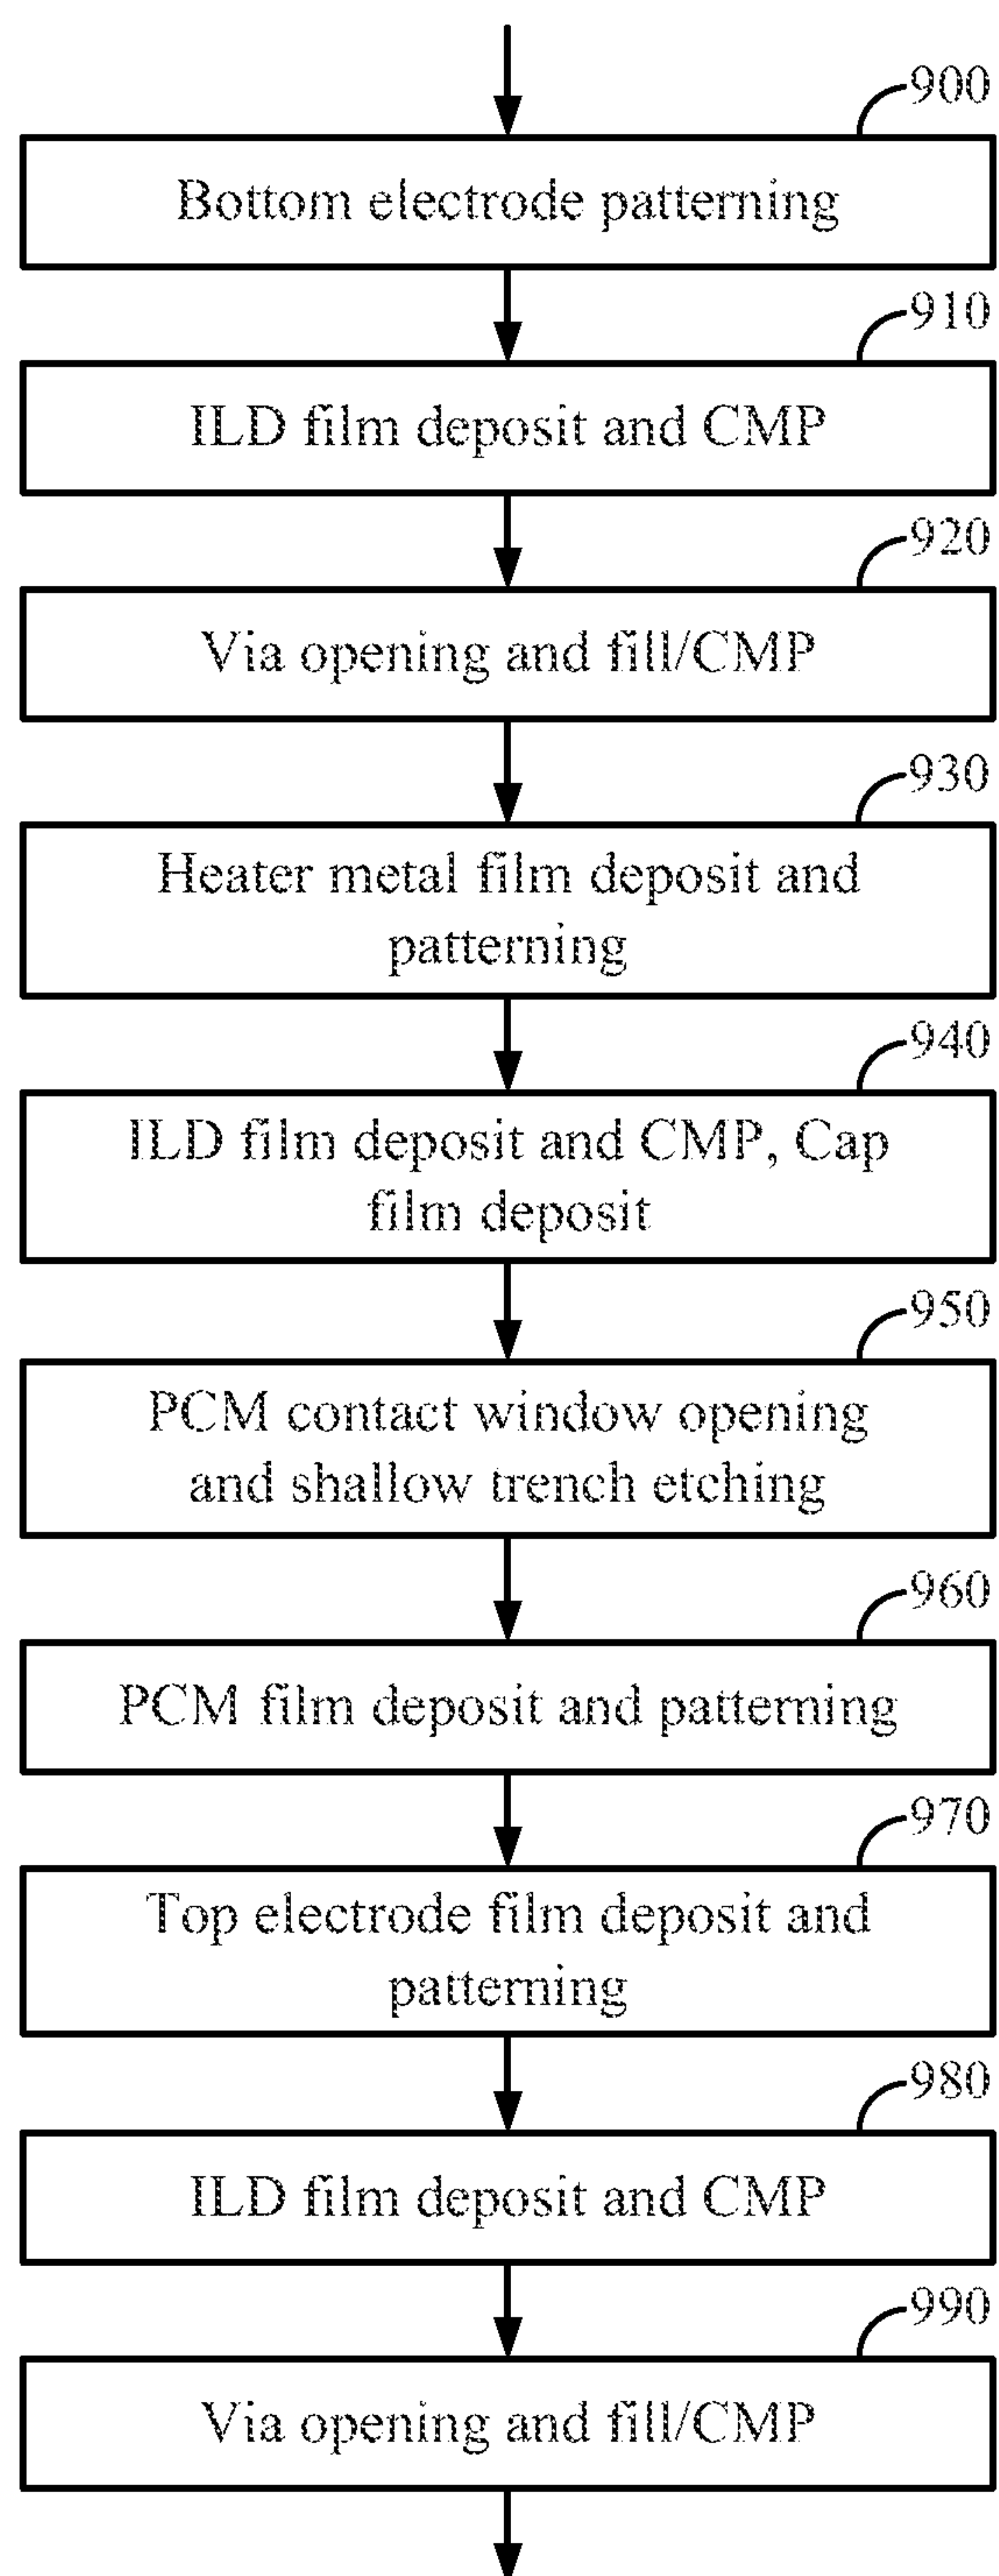 900
Bottom electrode patterning
910
ILD film deposit and CMP
920
Via opening and fill/CMP
930
Heater metal film deposit and
patterning
940
ILD film deposit and CMP, Cap
film deposit
950
PCM contact window opening
and shallow trench etching
960
PCM film deposit and patterning
970
Top electrode film deposit and
patterning
980
ILD film deposit and CMP
990
Via opening and fill/CMP